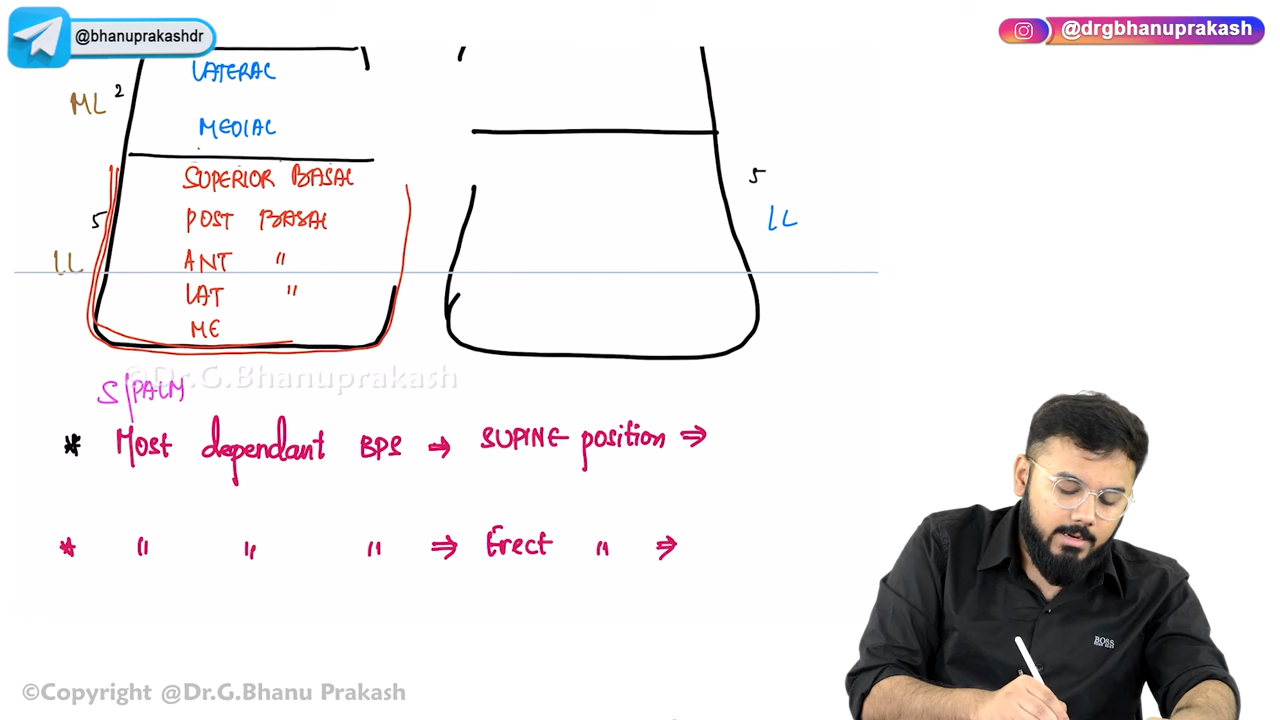 @bhanuprakashdr
@drgbhanuprakash
LATERAL
ML 2
MEDIAL
SUPERIOR BASAL
5
POST BASAL
5
LL
LL
ANT "
LAT "
ME
@Dr.G.Bhanuprakash
S/PALM
* Most dependant BPS ⇒ SUPINE position ⇒
* " " " ⇒ Erect " ⇒
BOSS
©Copyright @Dr.G.Bhanu Prakash